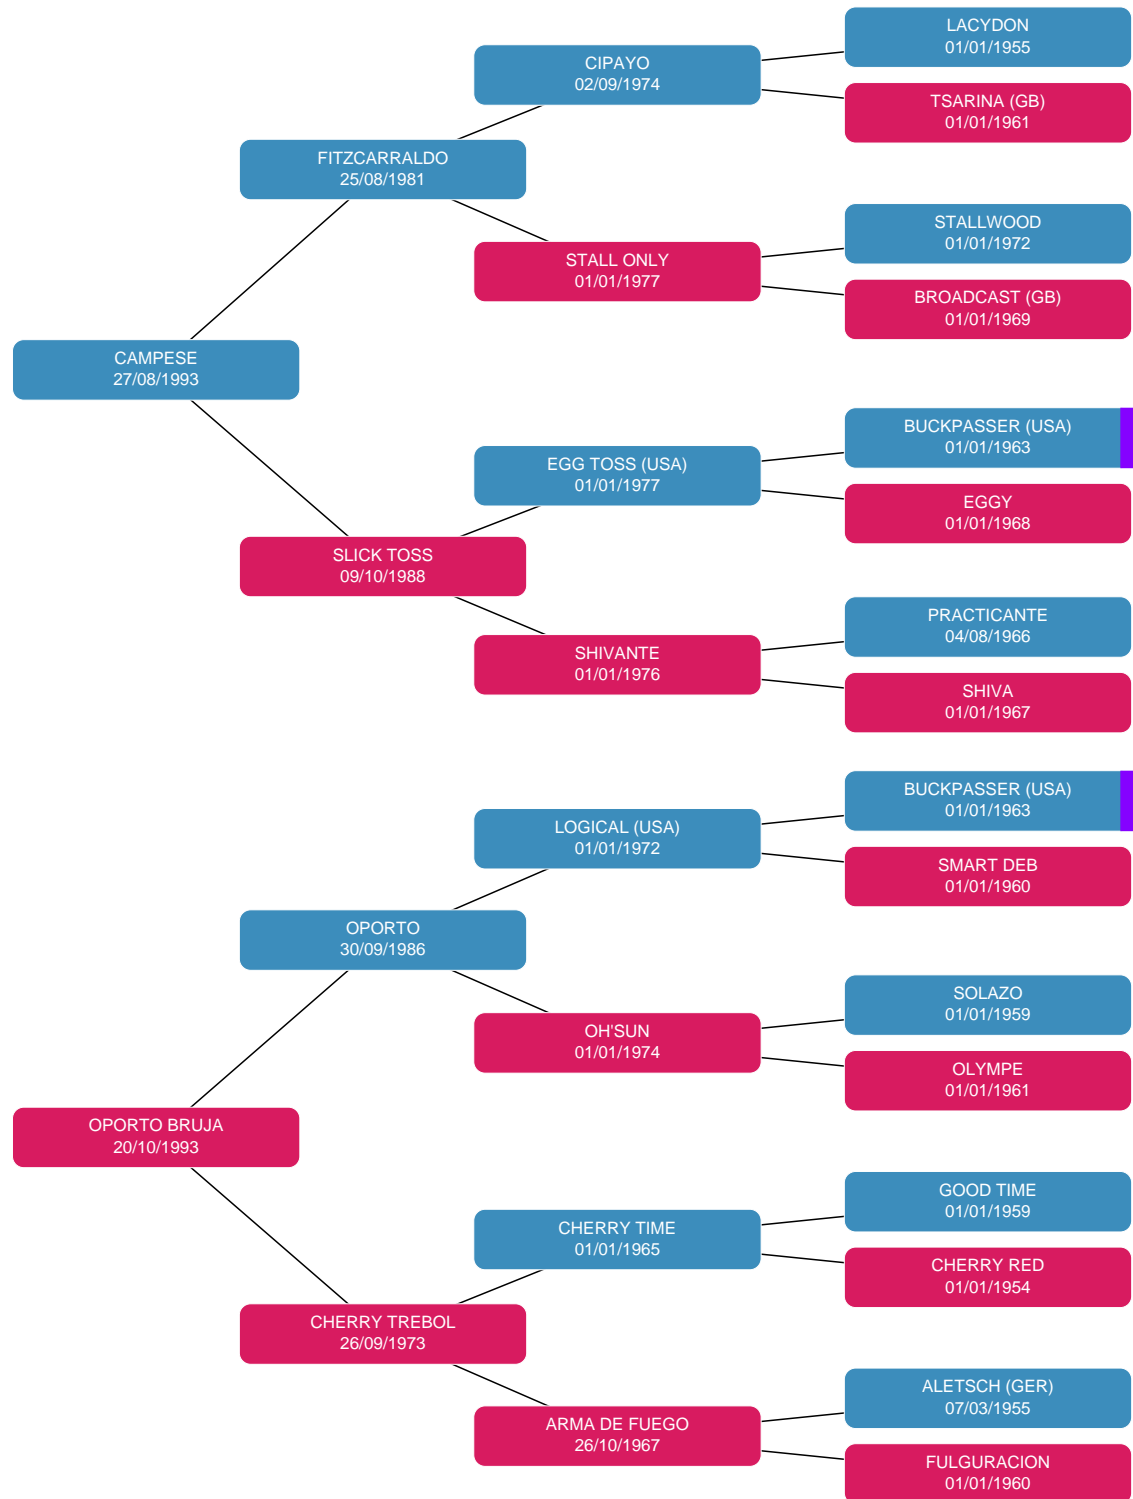 LACYDON
01/01/1955
CIPAYO
02/09/1974
TSARINA (GB)
01/01/1961
FITZCARRALDO
25/08/1981
STALLWOOD
01/01/1972
STALL ONLY
01/01/1977
BROADCAST (GB)
01/01/1969
CAMPESE
27/08/1993
BUCKPASSER (USA)
01/01/1963
EGG TOSS (USA)
01/01/1977
EGGY
01/01/1968
SLICK TOSS
09/10/1988
PRACTICANTE
04/08/1966
SHIVANTE
01/01/1976
SHIVA
01/01/1967
BUCKPASSER (USA)
01/01/1963
LOGICAL (USA)
01/01/1972
SMART DEB
01/01/1960
OPORTO
30/09/1986
SOLAZO
01/01/1959
OH'SUN
01/01/1974
OLYMPE
01/01/1961
OPORTO BRUJA
20/10/1993
GOOD TIME
01/01/1959
CHERRY TIME
01/01/1965
CHERRY RED
01/01/1954
CHERRY TREBOL
26/09/1973
ALETSCH (GER)
07/03/1955
ARMA DE FUEGO
26/10/1967
FULGURACION
01/01/1960